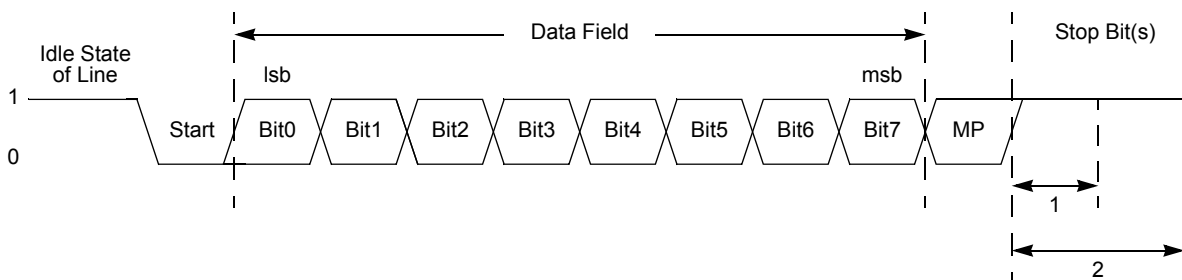 Data Field
Stop Bit(s)
Idle State
of Line
lsb
msb
1
Start
Bit0
Bit1
Bit2
Bit3
Bit4
Bit5
Bit6
Bit7
MP
0
1
2